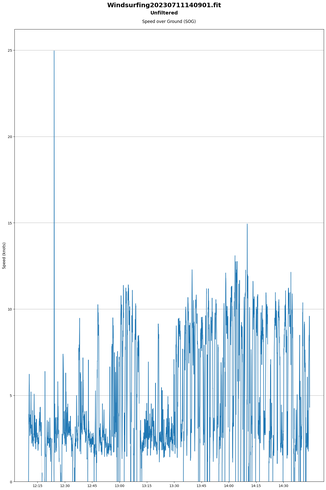 Windsurfing20230711140901.fit
Unfiltered
Speed over Ground (SOG)
25
20
15
10
5
0
Speed (knots)
12:15 12:30 12:45 13:00 13:15 13:30 13:45 14:00 14:15 14:30